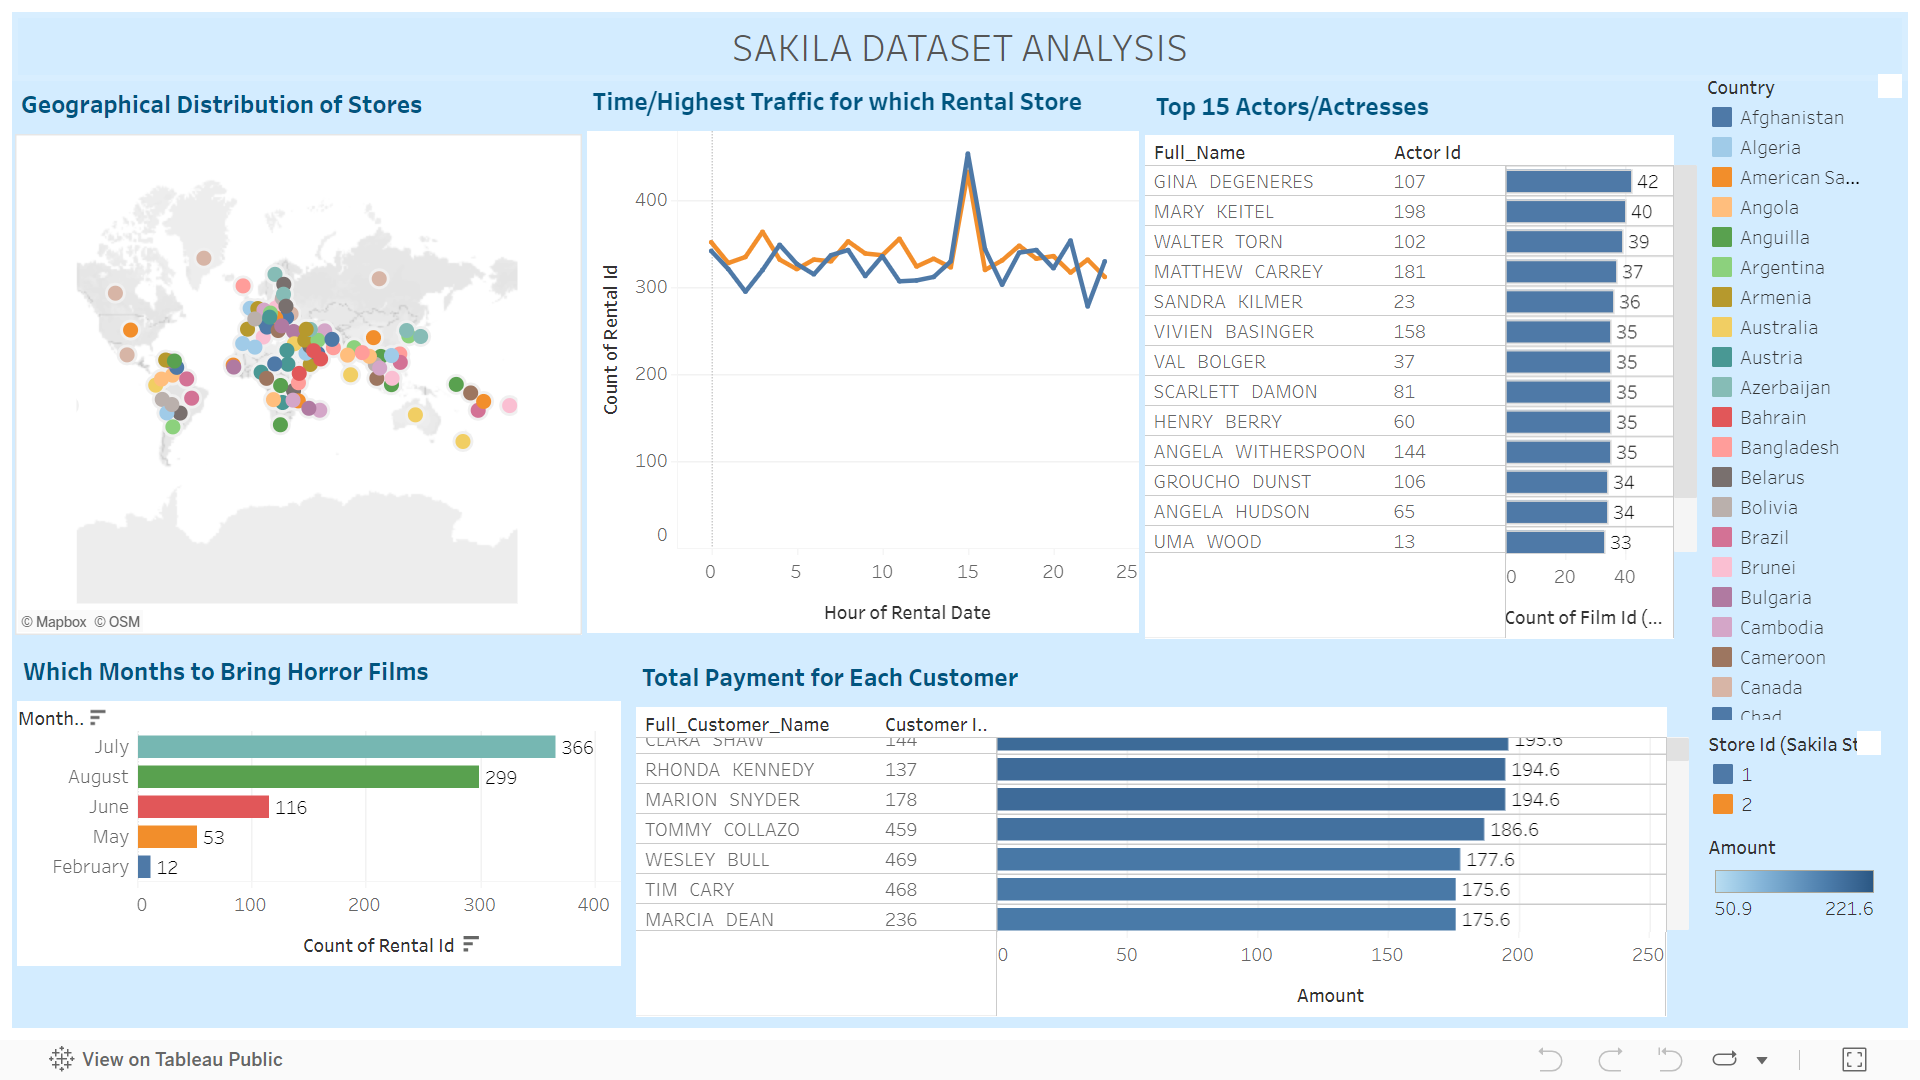 SAKILA DATASET ANALYSIS
Geographical Distribution of Stores
© Mapbox © OSM
Time/Highest Traffic for which Rental Store
Count of Rental Id
400
300
200
100
0
0 5 10 15 20 25
Hour of Rental Date
Top 15 Actors/Actresses
Full_Name Actor Id
GINA DEGENERES 107 42
MARY KEITEL 198 40
WALTER TORN 102 39
MATTHEW CARREY 181 37
SANDRA KILMER 23 36
VIVIEN BASINGER 158 35
VAL BOLGER 37 35
SCARLETT DAMON 81 35
HENRY BERRY 60 35
ANGELA WITHERSPOON 144 35
GROUCHO DUNST 106 34
ANGELA HUDSON 65 34
UMA WOOD 13 33
0 20 40
Count of Film Id (...
Country
Afghanistan
Algeria
American Sa...
Angola
Anguilla
Argentina
Armenia
Australia
Austria
Azerbaijan
Bahrain
Bangladesh
Belarus
Bolivia
Brazil
Brunei
Bulgaria
Cambodia
Cameroon
Canada
Chad
Which Months to Bring Horror Films
Month..
July 366
August 299
June 116
May 53
February 12
0 100 200 300 400
Count of Rental Id
Total Payment for Each Customer
Full_Customer_Name Customer I..
CLARA SHAW 144 195.6
RHONDA KENNEDY 137 194.6
MARION SNYDER 178 194.6
TOMMY COLLAZO 459 186.6
WESLEY BULL 469 177.6
TIM CARY 468 175.6
MARCIA DEAN 236 175.6
0 50 100 150 200 250
Amount
Store Id (Sakila St
1
2
Amount
50.9 221.6
View on Tableau Public